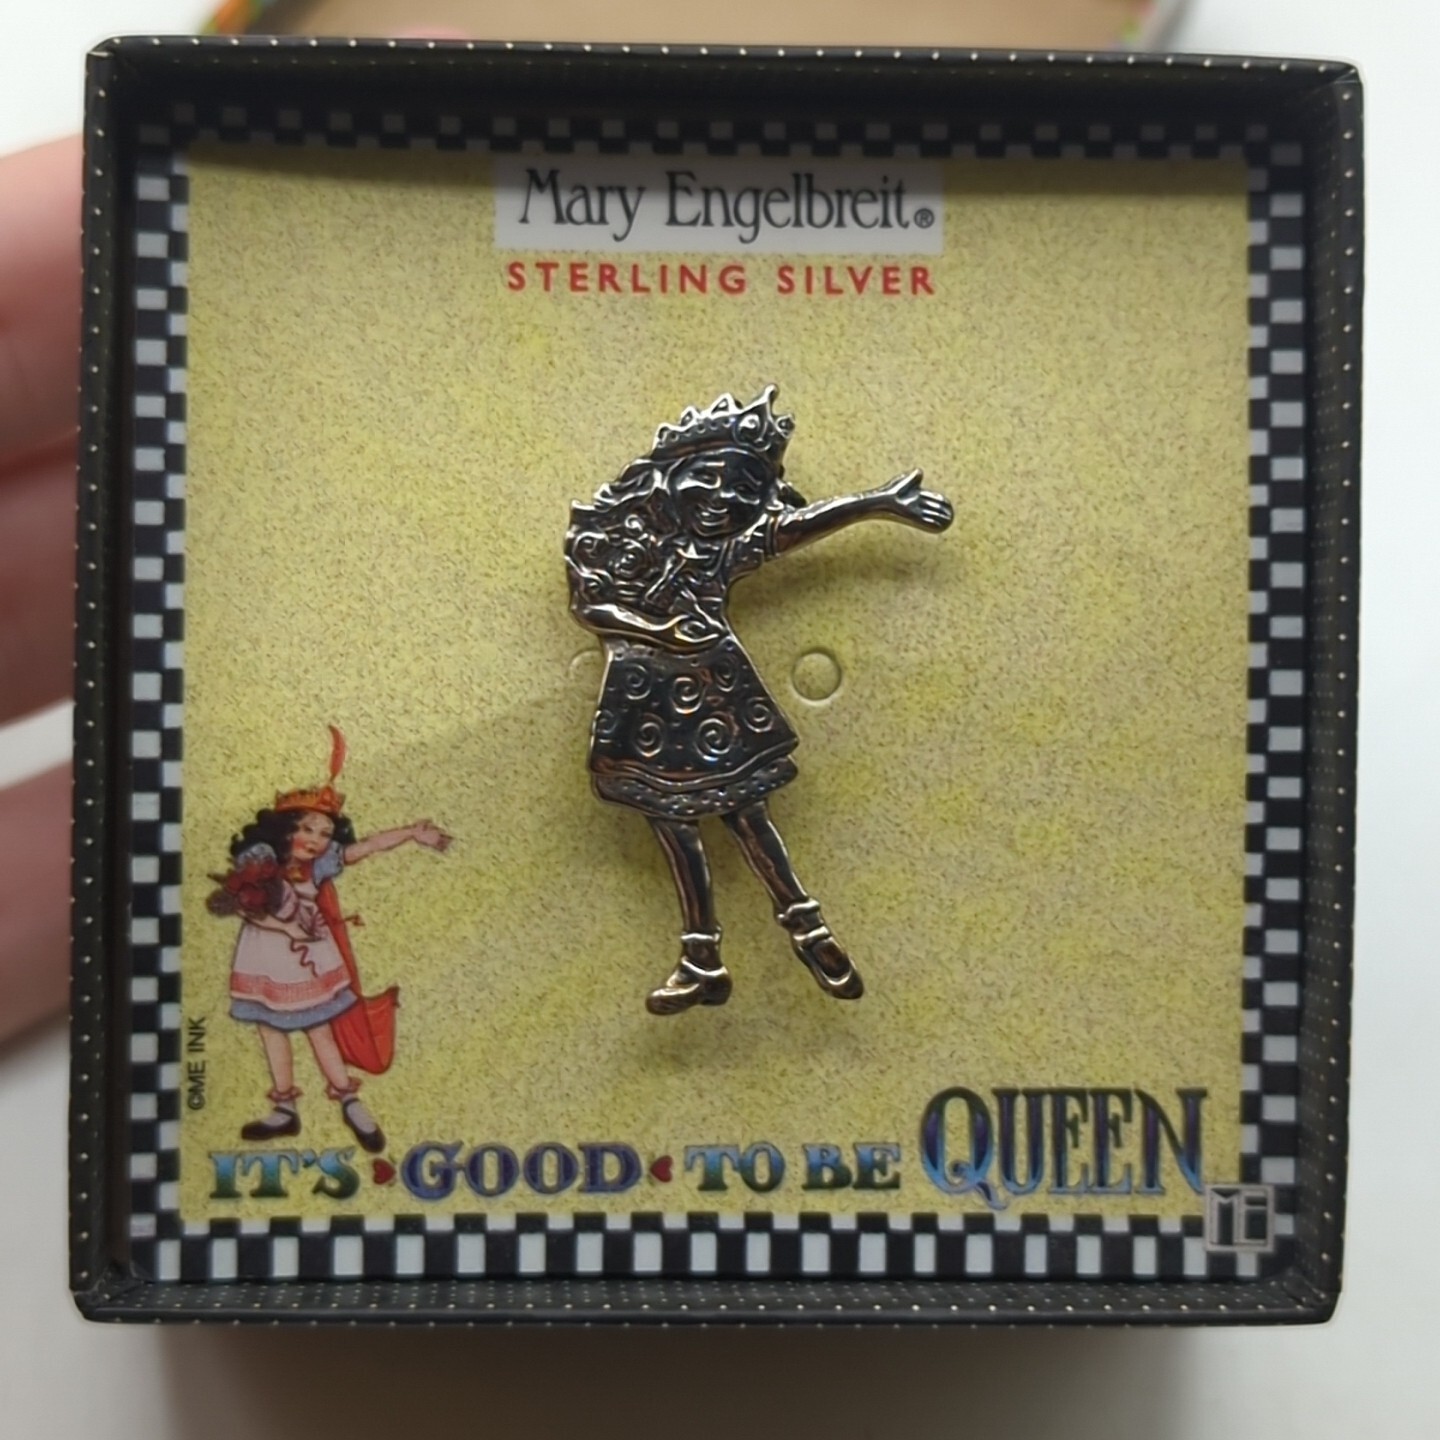 Mary Engelbreit®
STERLING SILVER
©ME INK
IT'S GOOD TO BE QUEEN
ME